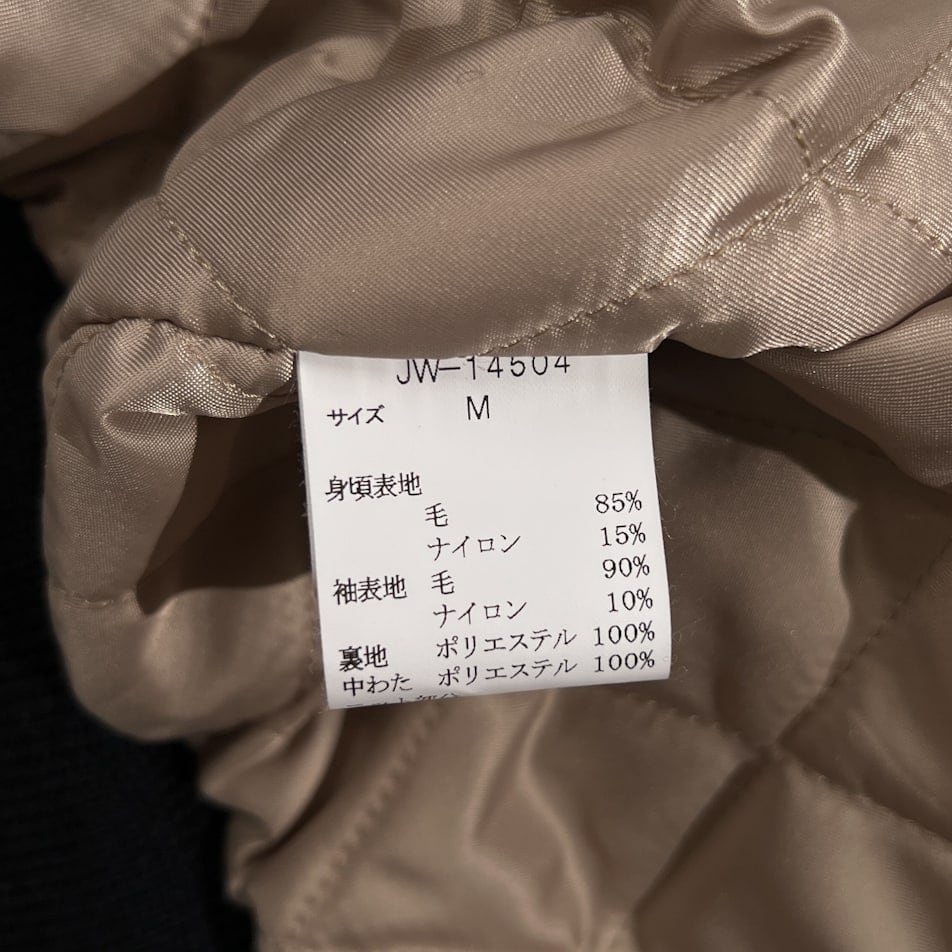 JW-14504
サイズ M
身頃表地
毛 85%
ナイロン 15%
袖表地 毛 90%
ナイロン 10%
裏地 ポリエステル 100%
中わた ポリエステル 100%